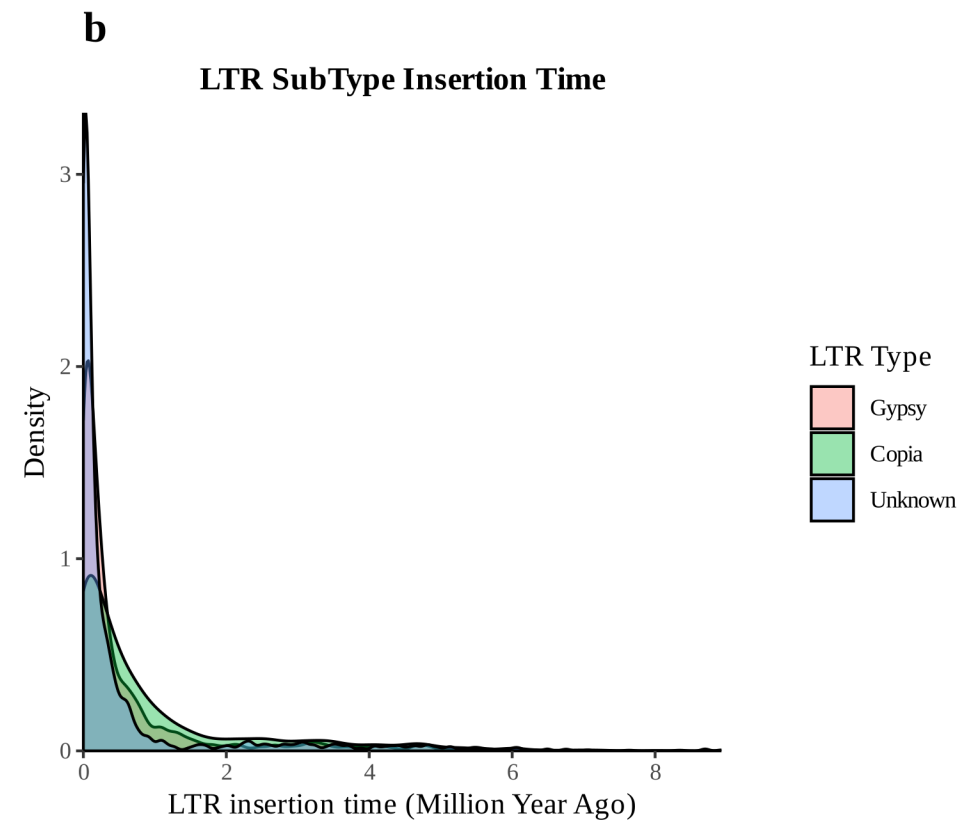 b
LTR SubType Insertion Time
3
2
1
0
Density
0 2 4 6 8
LTR insertion time (Million Year Ago)
LTR Type
Gypsy
Copia
Unknown